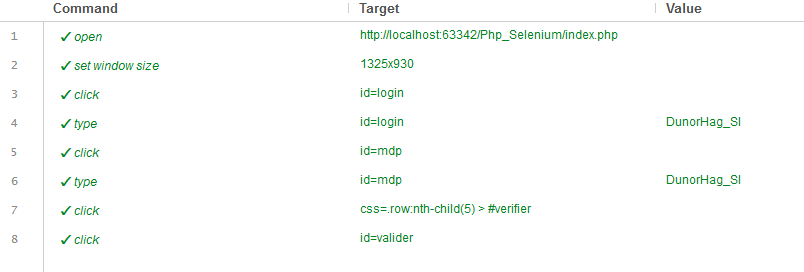 Command Target Value
1 ✓ open http://localhost:63342/Php_Selenium/index.php
2 ✓ set window size 1325x930
3 ✓ click id=login
4 ✓ type id=login DunorHag_SI
5 ✓ click id=mdp
6 ✓ type id=mdp DunorHag_SI
7 ✓ click css=.row:nth-child(5) > #verifier
8 ✓ click id=valider